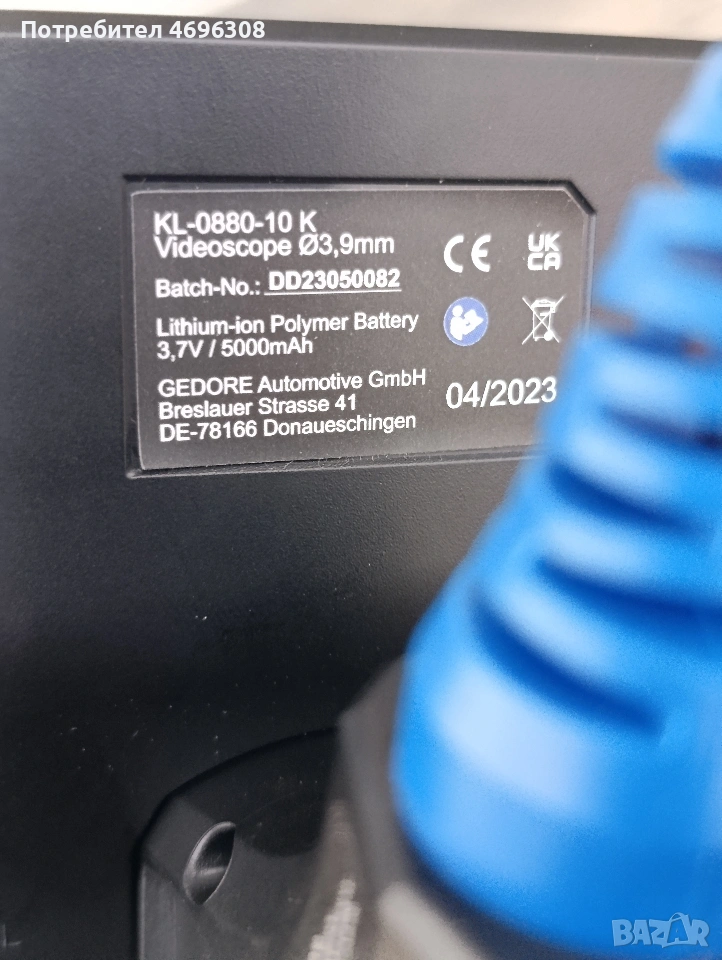 Потребител 4696308
KL-0880-10 K
Videoscope Ø3,9mm
Batch-No.: DD23050082
Lithium-ion Polymer Battery
3,7V / 5000mAh
GEDORE Automotive GmbH
Breslauer Strasse 41
DE-78166 Donaueschingen
CE
UK
CA
04/2023
BAZAR